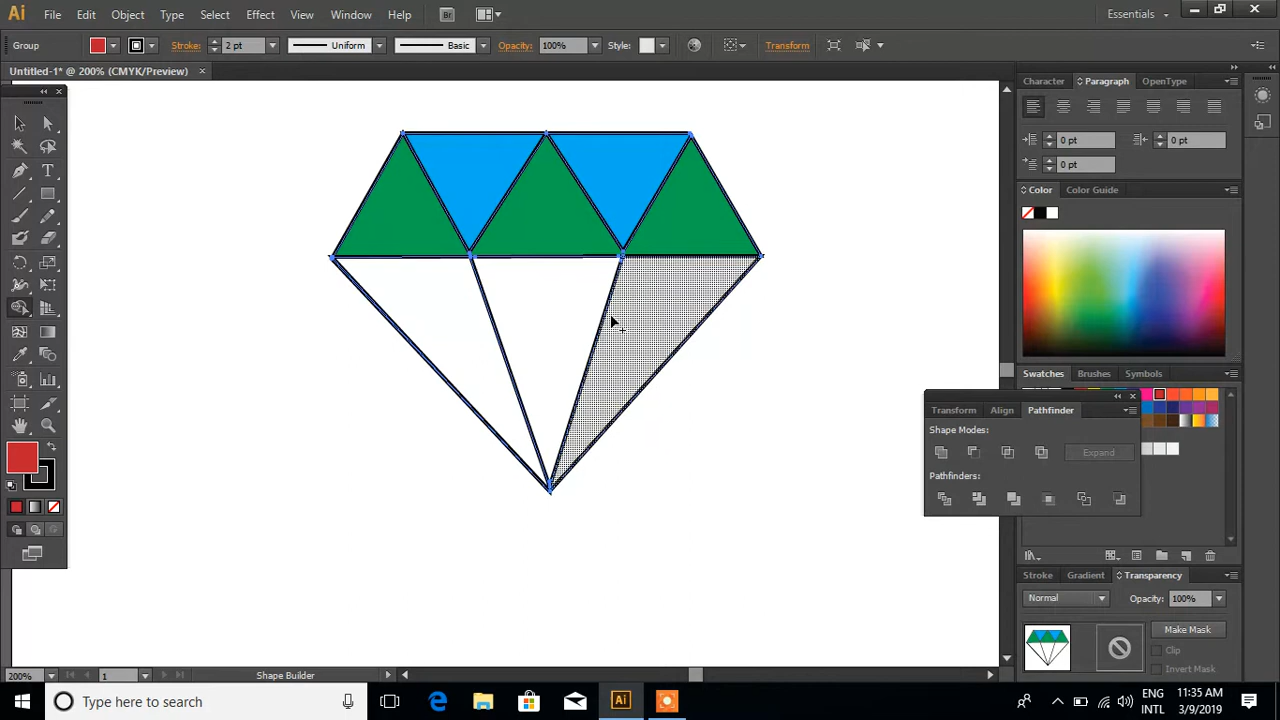 Ai File Edit Object Type Select Effect View Window Help Br Essentials
Group Stroke: 2 pt Uniform Basic Opacity: 100% Style: Transform
Untitled-1* @ 200% (CMYK/Preview)
Character Paragraph OpenType
0 pt 0 pt
0 pt
Color Color Guide
Swatches Brushes Symbols
Transform Align Pathfinder
Shape Modes:
Expand
Pathfinders:
Stroke Gradient Transparency
Normal Opacity: 100%
Make Mask
Clip
Invert Mask
200% 1 Shape Builder
Type here to search
Ai
ENG
INTL
11:35 AM
3/9/2019